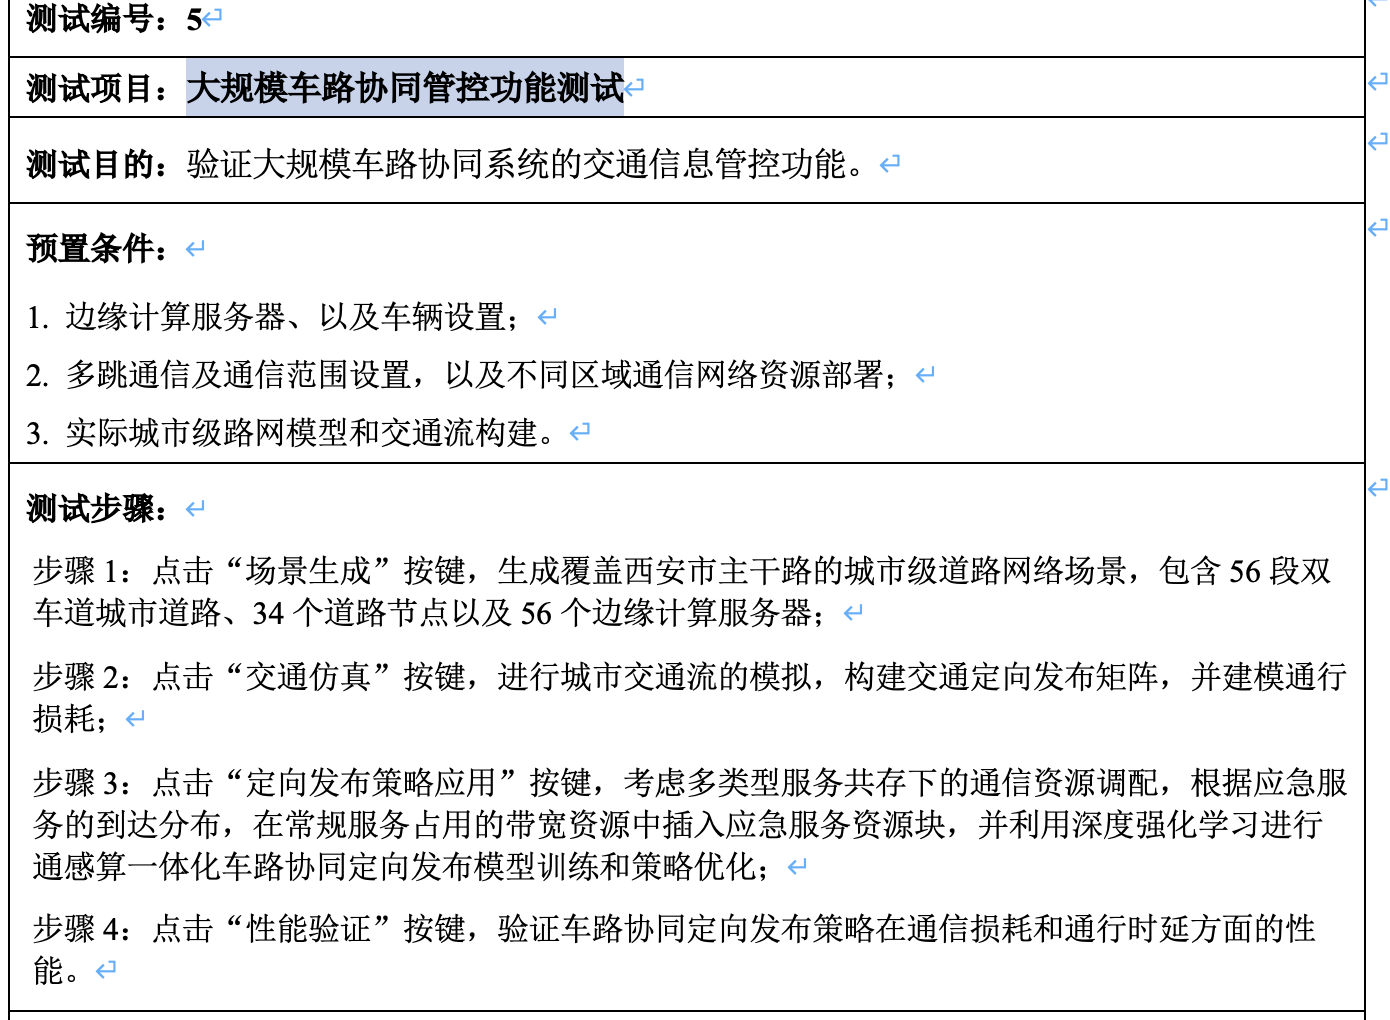 测试编号：5
测试项目：大规模车路协同管控功能测试
测试目的：验证大规模车路协同系统的交通信息管控功能。
预置条件：
1. 边缘计算服务器、以及车辆设置；
2. 多跳通信及通信范围设置，以及不同区域通信网络资源部署；
3. 实际城市级路网模型和交通流构建。
测试步骤：
步骤 1：点击“场景生成”按键，生成覆盖西安市主干路的城市级道路网络场景，包含 56 段双
车道城市道路、34 个道路节点以及 56 个边缘计算服务器；
步骤 2：点击“交通仿真”按键，进行城市交通流的模拟，构建交通定向发布矩阵，并建模通行
损耗；
步骤 3：点击“定向发布策略应用”按键，考虑多类型服务共存下的通信资源调配，根据应急服
务的到达分布，在常规服务占用的带宽资源中插入应急服务资源块，并利用深度强化学习进行
通感算一体化车路协同定向发布模型训练和策略优化；
步骤 4：点击“性能验证”按键，验证车路协同定向发布策略在通信损耗和通行时延方面的性
能。